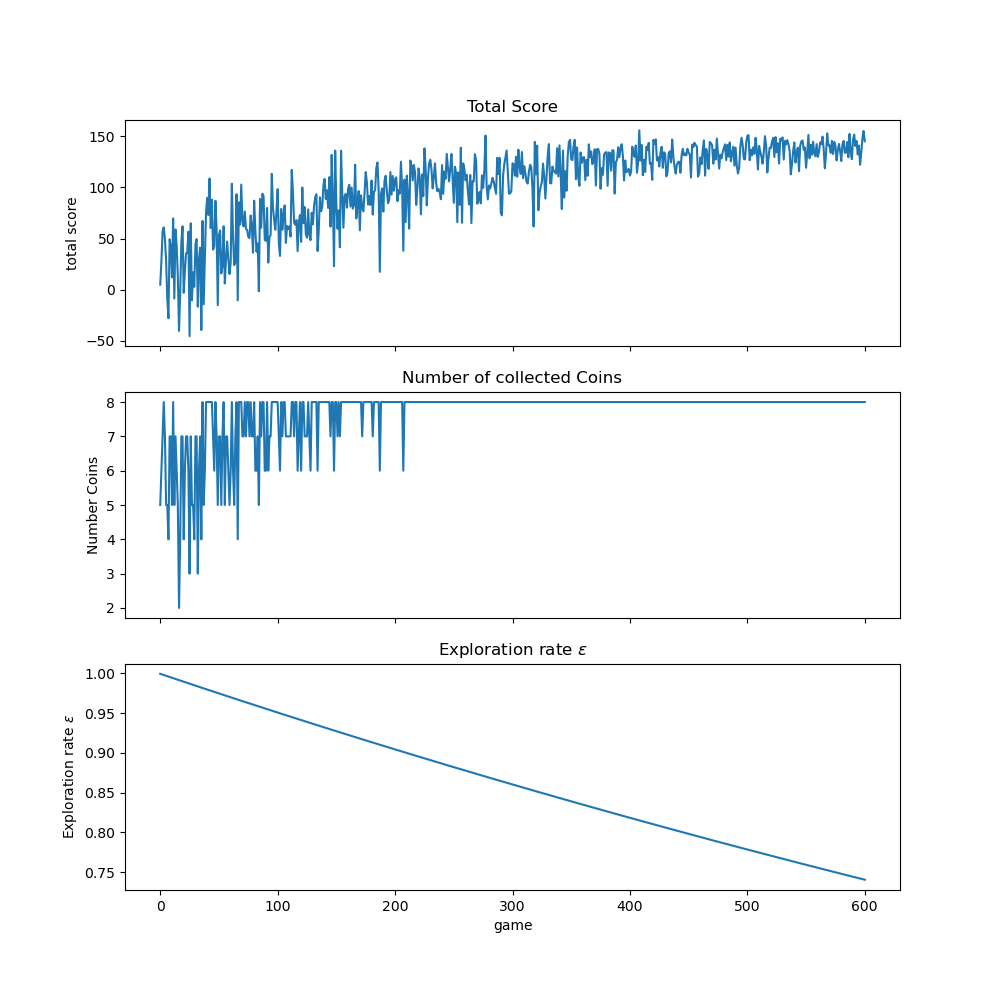 Total Score
150
100
50
0
−50
total score
Number of collected Coins
8
7
6
5
4
3
2
Number Coins
Exploration rate ε
1.00
0.95
0.90
0.85
0.80
0.75
Exploration rate ε
0 100 200 300 400 500 600
game